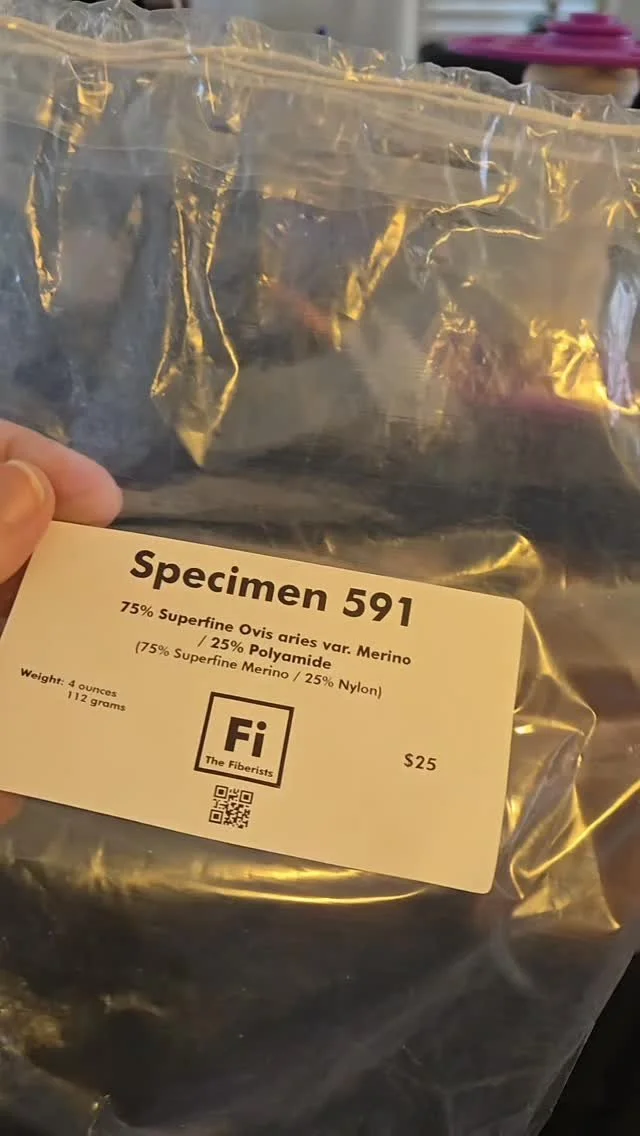 Specimen 591
75% Superfine Ovis aries var. Merino
/ 25% Polyamide
(75% Superfine Merino / 25% Nylon)
Weight: 4 ounces
112 grams
Fi
The Fiberists
$25